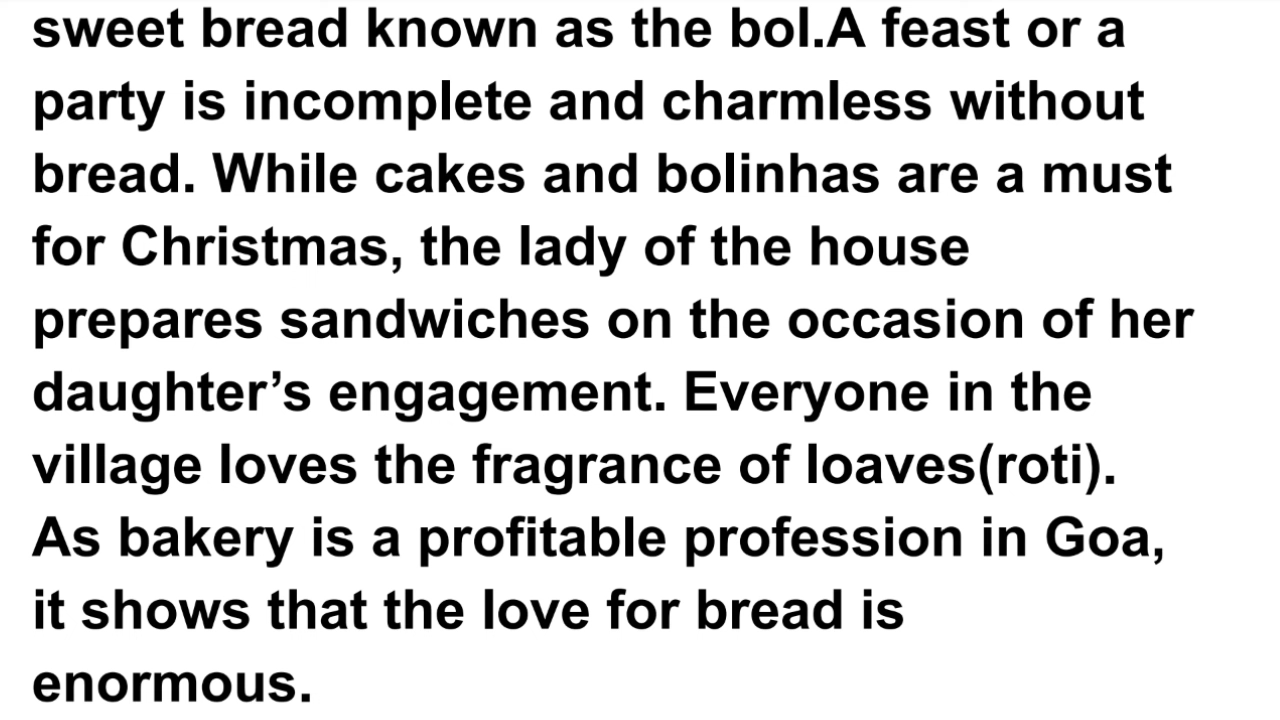 sweet bread known as the bol.A feast or a
party is incomplete and charmless without
bread. While cakes and bolinhas are a must
for Christmas, the lady of the house
prepares sandwiches on the occasion of her
daughter’s engagement. Everyone in the
village loves the fragrance of loaves(roti).
As bakery is a profitable profession in Goa,
it shows that the love for bread is
enormous.